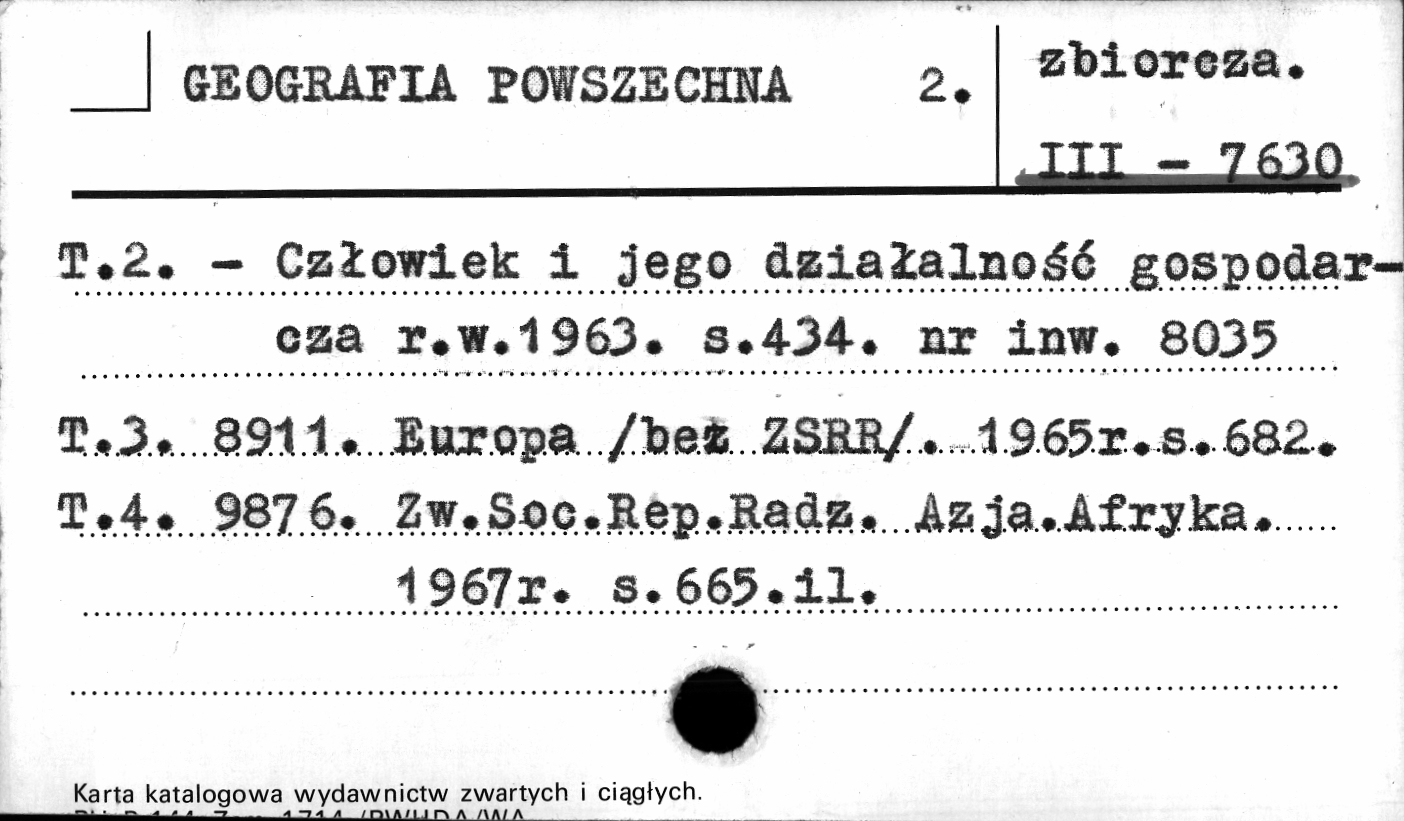 GEOGRAFIA POWSZECHNA 2.
zbiorcza.
III - 7630
T.2. - Człowiek i jego działalność gospodar-
cza r.w.1963. s.434. nr inw. 8035
T.3. 8911. Europa /bez ZSRR/. 1965r.s.682.
T.4. 9876. Zw.Soc.Rep.Radz. Azja.Afryka.
1967r. s.665.il.
Karta katalogowa wydawnictw zwartych i ciągłych.